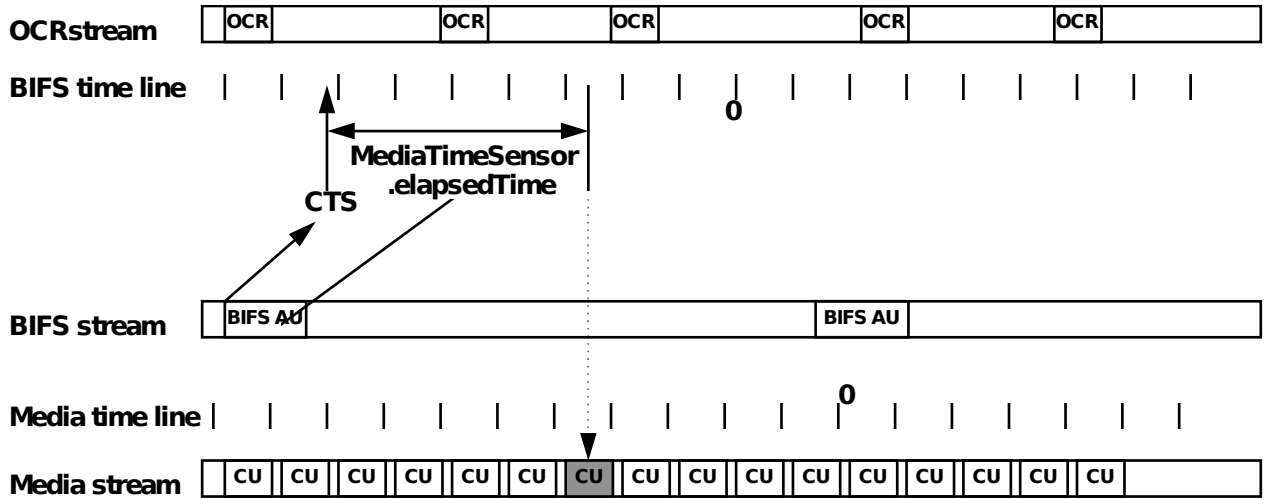 OCR OCR OCR OCR OCR
OCRstream
BIFS time line
0
MediaTimeSensor
.elapsedTime
CTS
BIFS stream BIFS AU BIFS AU
0
Media time line
Media stream CU CU CU CU CU CU CU CU CU CU CU CU CU CU CU CU